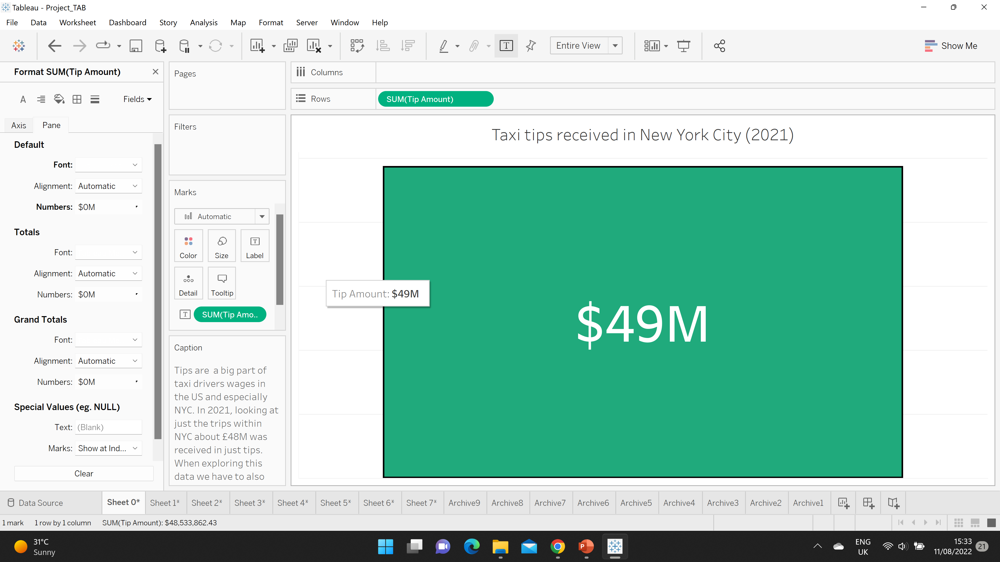 Tableau - Project_TAB
File Data Worksheet Dashboard Story Analysis Map Format Server Window Help
Entire View
Show Me
Format SUM(Tip Amount)
Fields
Axis Pane
Default
Font:
Alignment: Automatic
Numbers: $0M
Totals
Font:
Alignment: Automatic
Numbers: $0M
Grand Totals
Font:
Alignment: Automatic
Numbers: $0M
Special Values (eg. NULL)
Text: (Blank)
Marks: Show at Ind...
Clear
Pages
Filters
Marks
Automatic
Color Size Label
Detail Tooltip
SUM(Tip Amo..
Caption
Tips are a big part of
taxi drivers wages in
the US and especially
NYC. In 2021, looking at
just the trips within
NYC about £48M was
received in just tips.
When exploring this
data we have to also
Columns
Rows SUM(Tip Amount)
Taxi tips received in New York City (2021)
Tip Amount: $49M
$49M
Data Source Sheet 0* Sheet 1* Sheet 2* Sheet 3* Sheet 4* Sheet 5* Sheet 6* Sheet 7* Archive9 Archive8 Archive7 Archive6 Archive5 Archive4 Archive3 Archive2 Archive1
1 mark 1 row by 1 column SUM(Tip Amount): $48,533,862.43
31°C
Sunny
ENG
UK
15:33
11/08/2022
21